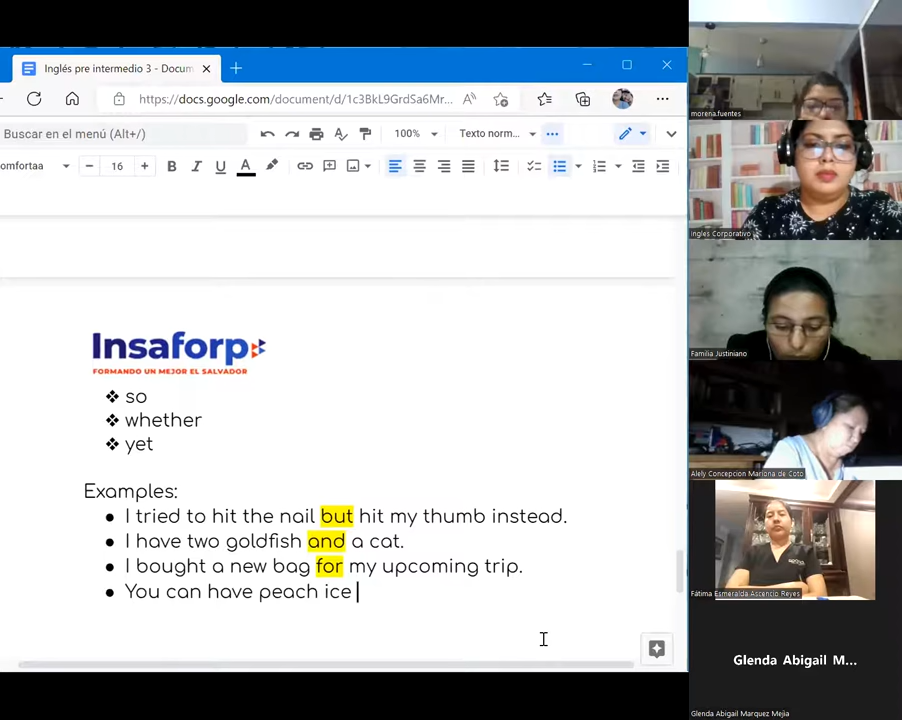 Inglés pre intermedio 3 - Docum
https://docs.google.com/document/d/1c3BkL9GrdSa6Mr...
Buscar en el menú (Alt+/)
100%
Texto norm...
omfortaa
16
B I U A
Insaforp
FORMANDO UN MEJOR EL SALVADOR
❖ so
❖ whether
❖ yet
Examples:
● I tried to hit the nail but hit my thumb instead.
● I have two goldfish and a cat.
● I bought a new bag for my upcoming trip.
● You can have peach ice
morena.fuentes
Ingles Corporativo
Familia Justiniano
Alely Concepcion Mariona de Coto
Fátima Esmeralda Ascencio Reyes
Glenda Abigail M...
Glenda Abigail Marquez Mejia